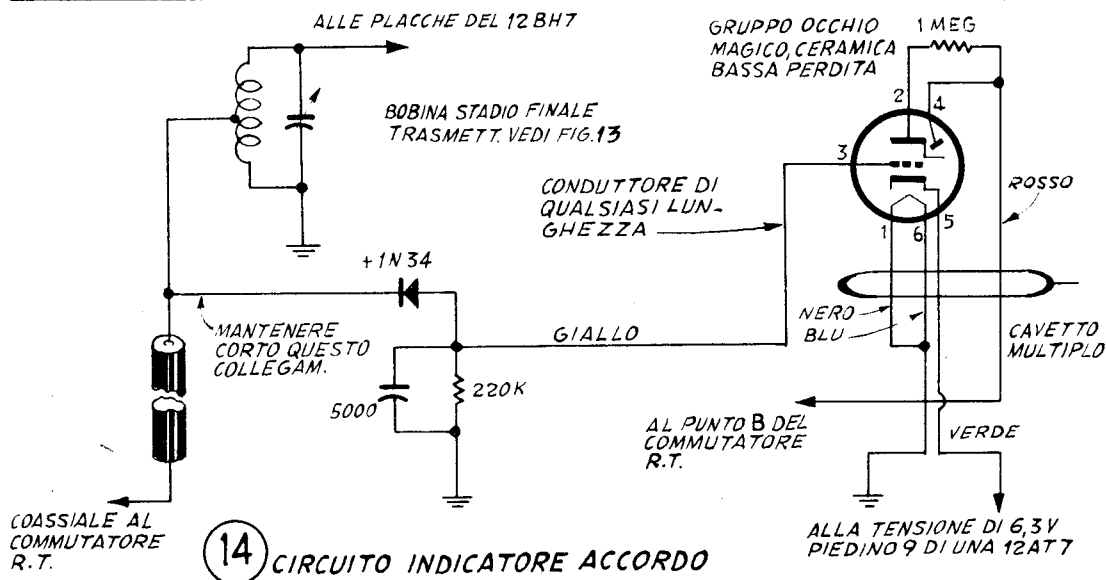 ALLE PLACCHE DEL 12BH7
BOBINA STADIO FINALE
TRASMETT. VEDI FIG.13
GRUPPO OCCHIO
MAGICO, CERAMICA
BASSA PERDITA
1 MEG
2
4
3
1
6
5
CONDUTTORE DI
QUALSIASI LUN-
GHEZZA
ROSSO
+1N34
MANTENERE
CORTO QUESTO
COLLEGAM.
GIALLO
NERO
BLU
CAVETTO
MULTIPLO
5000
220K
AL PUNTO B DEL
COMMUTATORE
R.T.
VERDE
COASSIALE AL
COMMUTATORE
R.T.
ALLA TENSIONE DI 6,3V
PIEDINO 9 DI UNA 12AT7
14 CIRCUITO INDICATORE ACCORDO